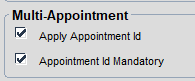 Multi-Appointment
Apply Appointment Id
Appointment Id Mandatory